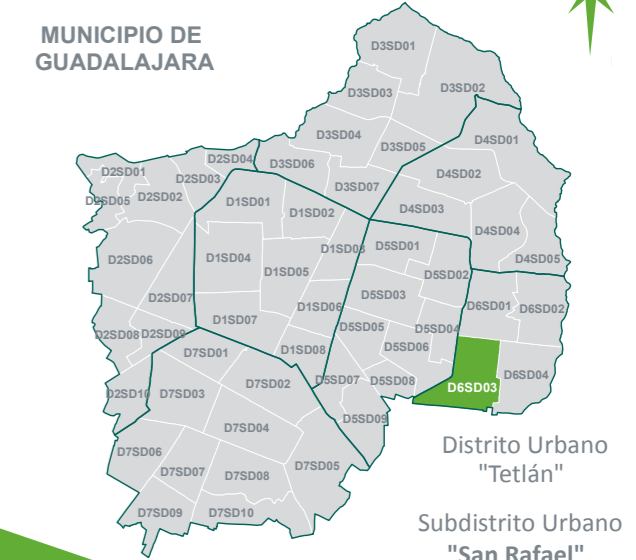 MUNICIPIO DE
GUADALAJARA
D3SD01
D3SD03
D3SD02
D3SD04
D3SD05
D4SD01
D2SD04
D3SD06
D2SD01
D2SD03
D4SD02
D2SD05
D2SD02
D3SD07
D1SD01
D1SD02
D4SD03
D4SD04
D1SD03
D5SD01
D2SD06
D1SD04
D4SD05
D1SD05
D5SD02
D2SD07
D5SD03
D1SD06
D6SD01
D6SD02
D1SD07
D2SD08
D2SD09
D5SD05
D5SD04
D7SD01
D1SD08
D5SD06
D6SD04
D5SD07
D5SD08
D7SD02
D6SD03
D2SD10
D7SD03
D5SD09
D7SD04
D7SD06
D7SD05
D7SD07
D7SD08
D7SD09
D7SD10
Distrito Urbano
"Tetlán"
Subdistrito Urbano
"San Rafael"